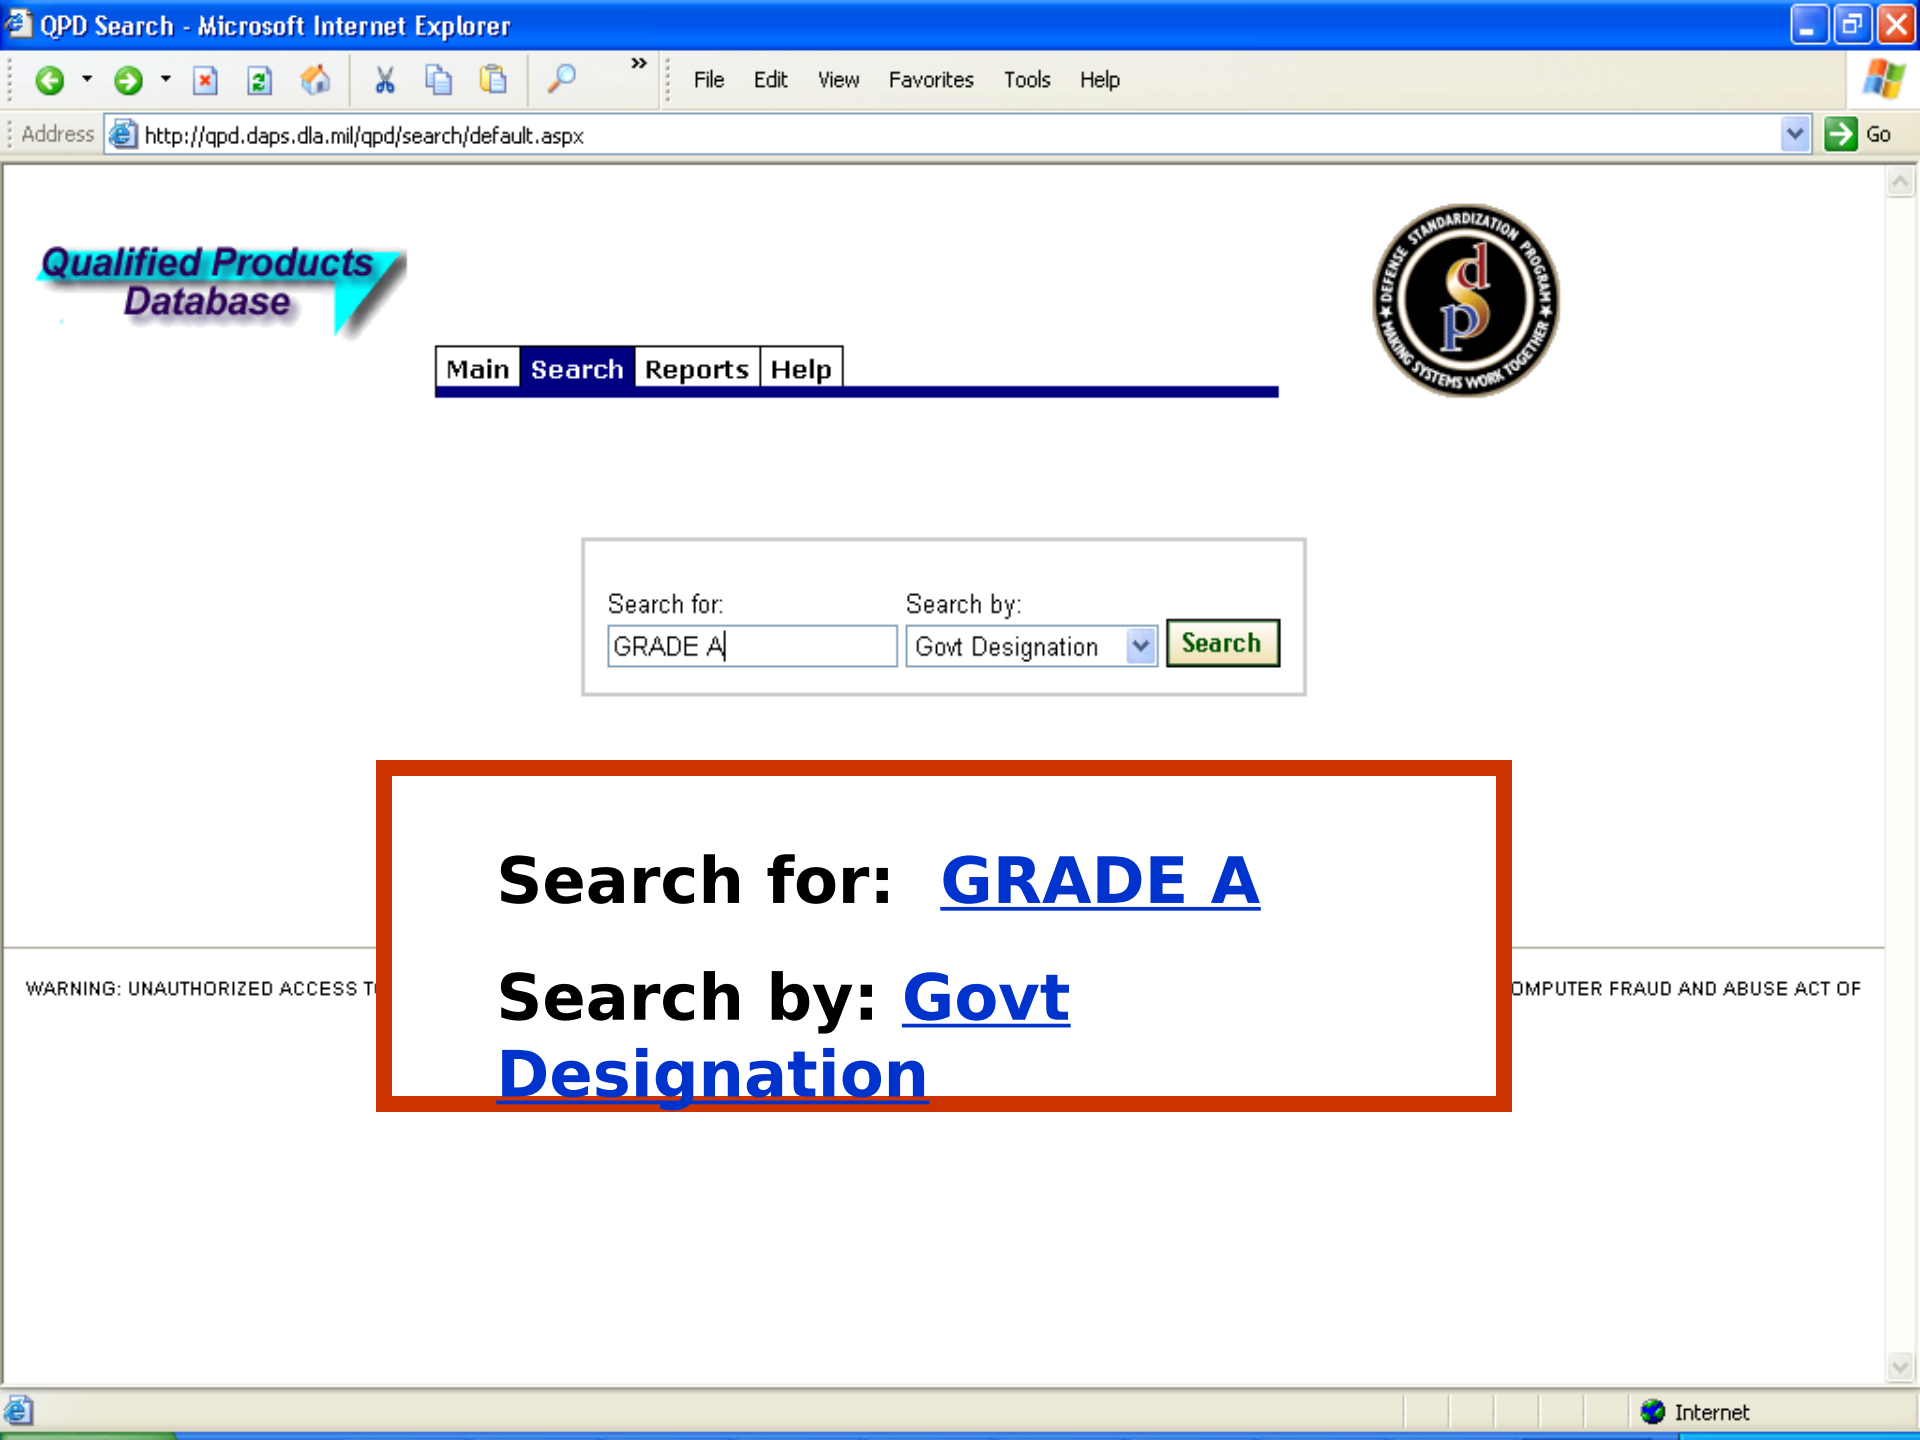 QPD Search - Microsoft Internet Explorer
» File Edit View Favorites Tools Help
Address http://qpd.daps.dla.mil/qpd/search/default.aspx Go
Qualified Products
Database
DEFENSE STANDARDIZATION PROGRAM
dsp
MAKING SYSTEMS WORK TOGETHER
Main Search Reports Help
Search for: Search by:
GRADE A Govt Designation Search
Search for: GRADE A
Search by: Govt
Designation
WARNING: UNAUTHORIZED ACCESS T
OMPUTER FRAUD AND ABUSE ACT OF
Internet